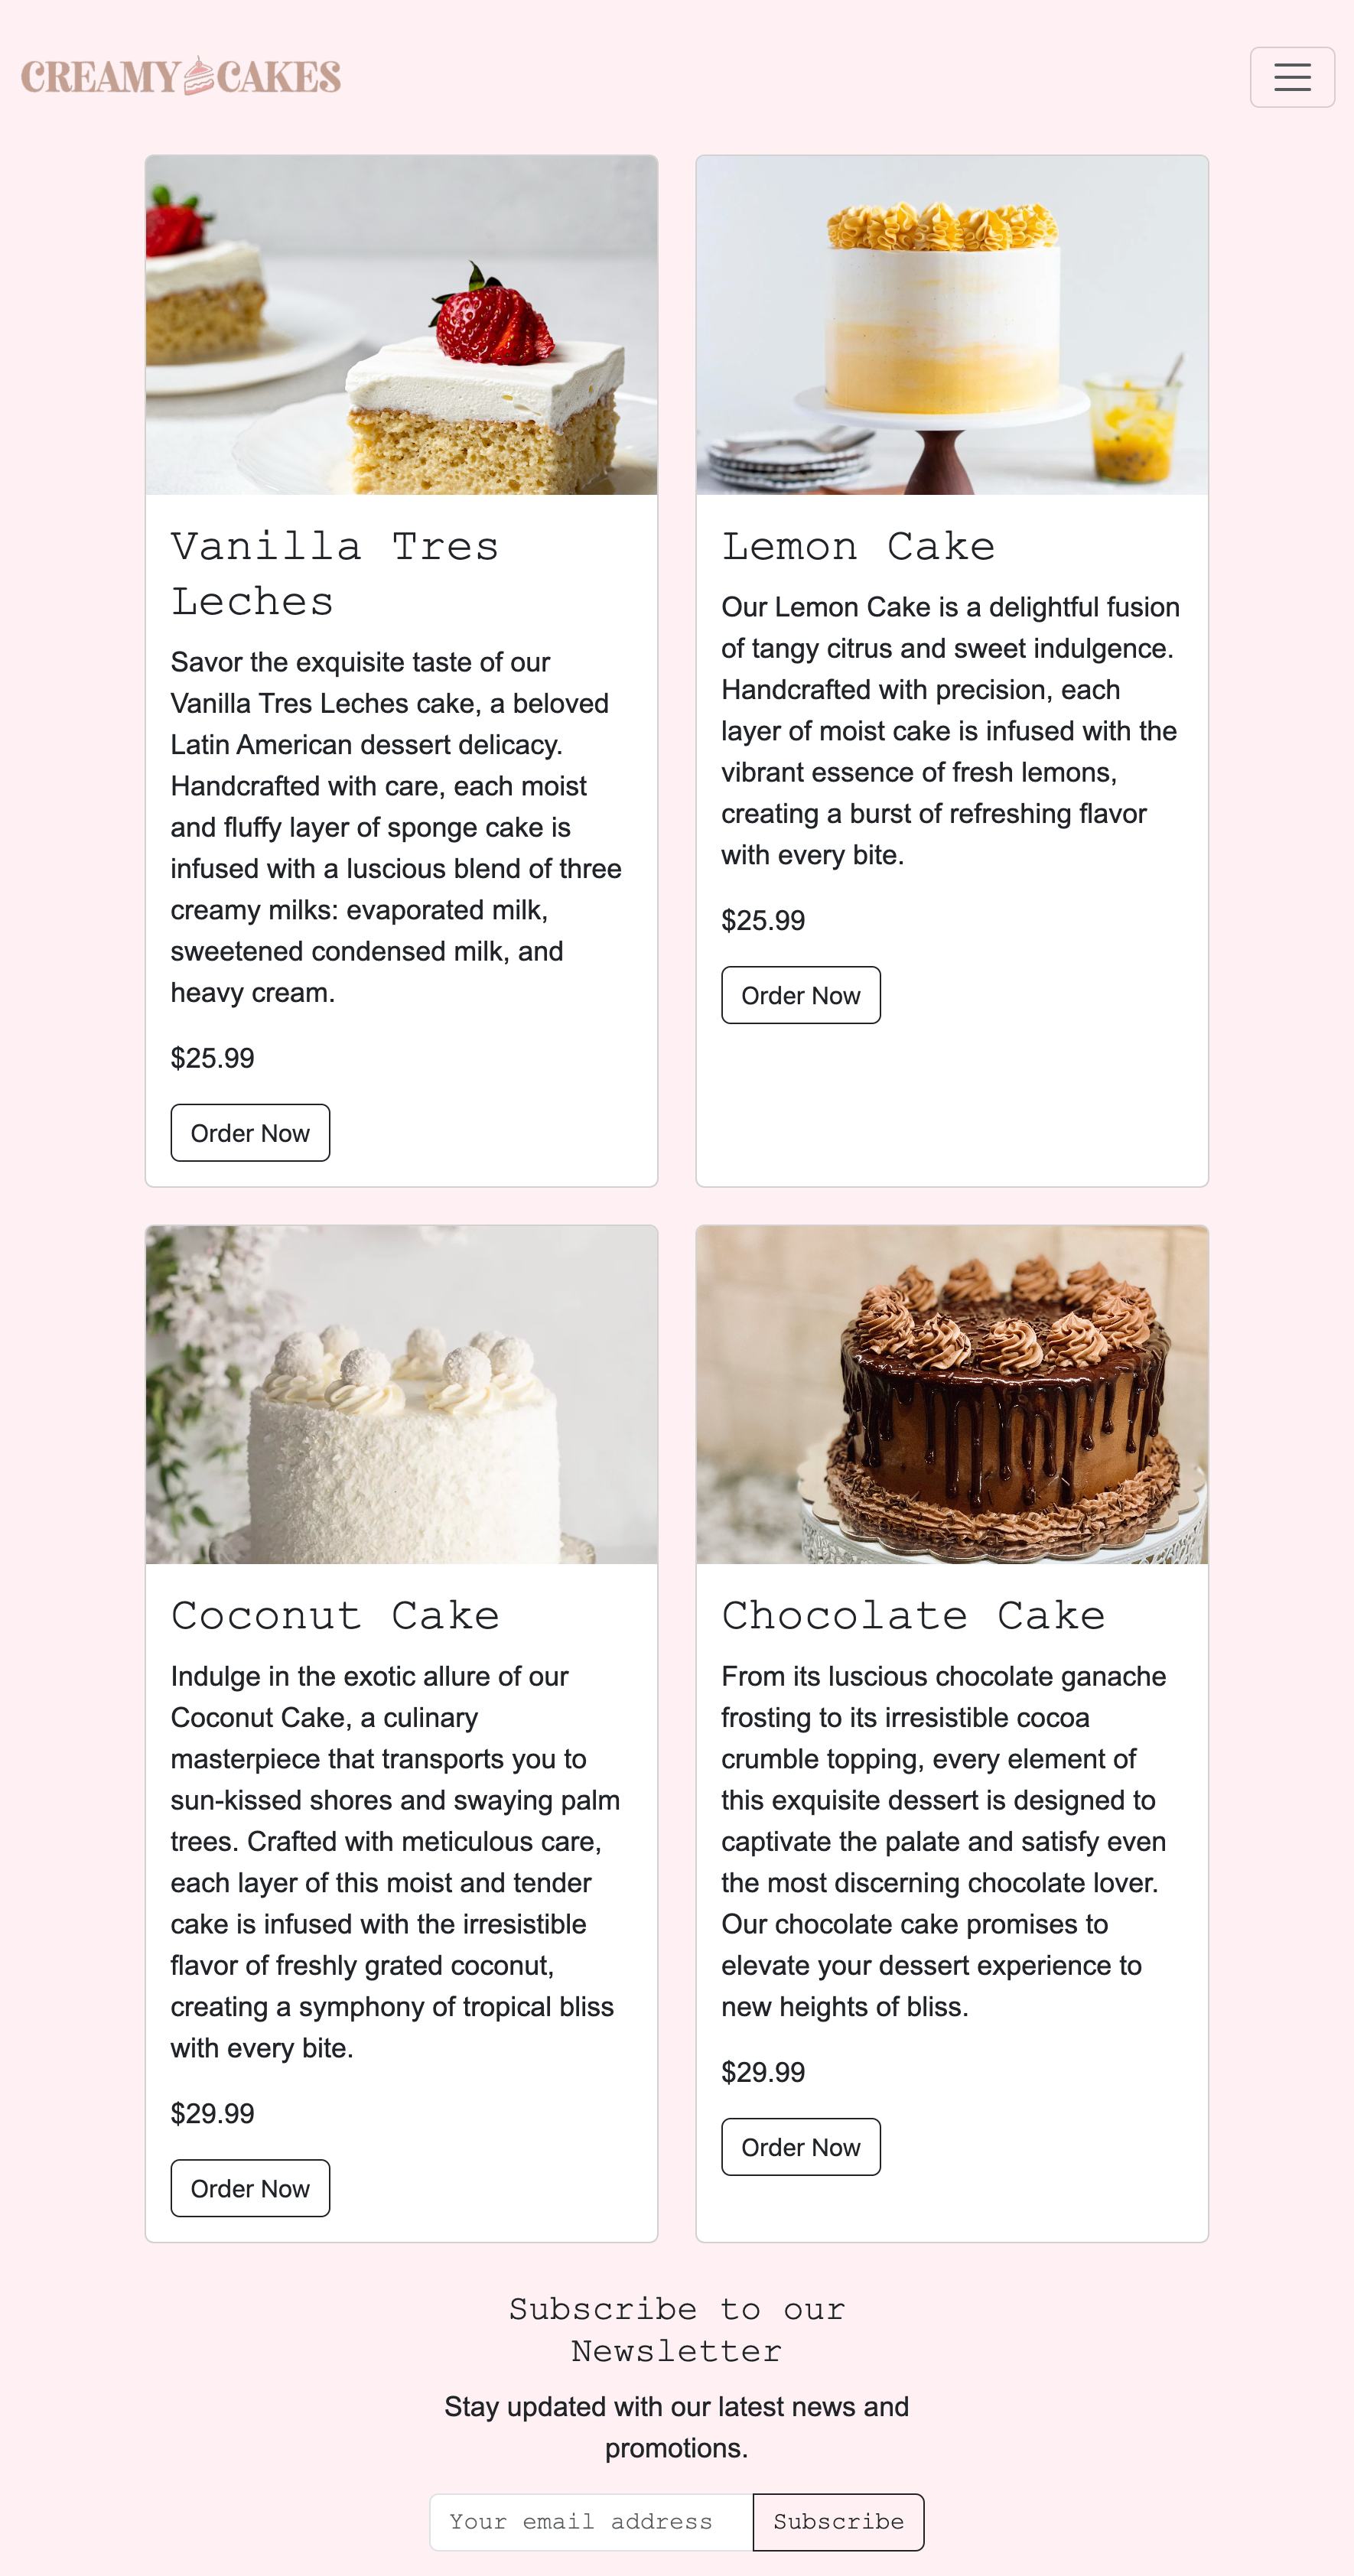 CREAMY CAKES
Vanilla Tres
Leches
Savor the exquisite taste of our
Vanilla Tres Leches cake, a beloved
Latin American dessert delicacy.
Handcrafted with care, each moist
and fluffy layer of sponge cake is
infused with a luscious blend of three
creamy milks: evaporated milk,
sweetened condensed milk, and
heavy cream.
$25.99
Order Now
Lemon Cake
Our Lemon Cake is a delightful fusion
of tangy citrus and sweet indulgence.
Handcrafted with precision, each
layer of moist cake is infused with the
vibrant essence of fresh lemons,
creating a burst of refreshing flavor
with every bite.
$25.99
Order Now
Coconut Cake
Indulge in the exotic allure of our
Coconut Cake, a culinary
masterpiece that transports you to
sun-kissed shores and swaying palm
trees. Crafted with meticulous care,
each layer of this moist and tender
cake is infused with the irresistible
flavor of freshly grated coconut,
creating a symphony of tropical bliss
with every bite.
$29.99
Order Now
Chocolate Cake
From its luscious chocolate ganache
frosting to its irresistible cocoa
crumble topping, every element of
this exquisite dessert is designed to
captivate the palate and satisfy even
the most discerning chocolate lover.
Our chocolate cake promises to
elevate your dessert experience to
new heights of bliss.
$29.99
Order Now
Subscribe to our
Newsletter
Stay updated with our latest news and
promotions.
Your email address
Subscribe